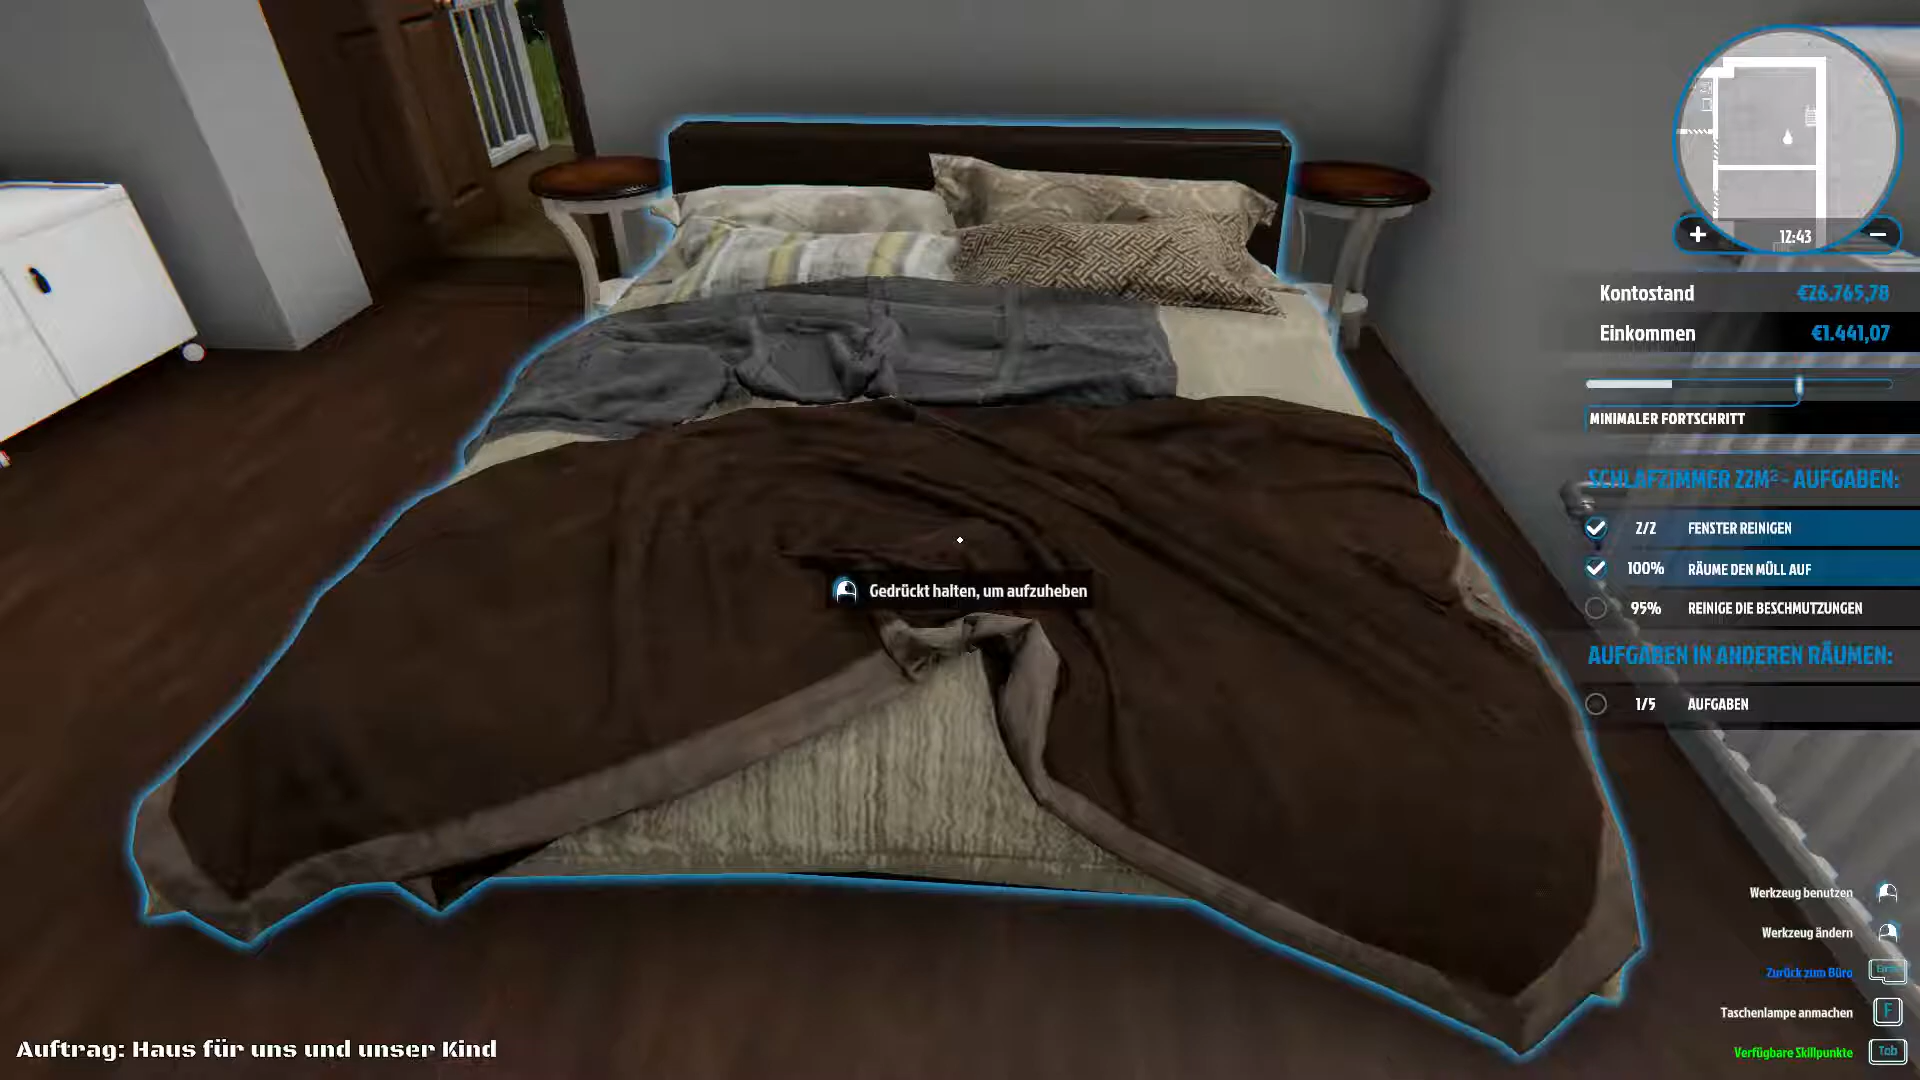 12:43
Kontostand €26.765,78
Einkommen €1.441,07
MINIMALER FORTSCHRITT
SCHLAFZIMMER 22M² - AUFGABEN:
2/2 FENSTER REINIGEN
100% RÄUME DEN MÜLL AUF
95% REINIGE DIE BESCHMUTZUNGEN
AUFGABEN IN ANDEREN RÄUMEN:
1/5 AUFGABEN
Gedrückt halten, um aufzuheben
Werkzeug benutzen
Werkzeug ändern
Zurück zum Büro
Taschenlampe anmachen F
Verfügbare Skillpunkte Tab
Auftrag: Haus für uns und unser Kind